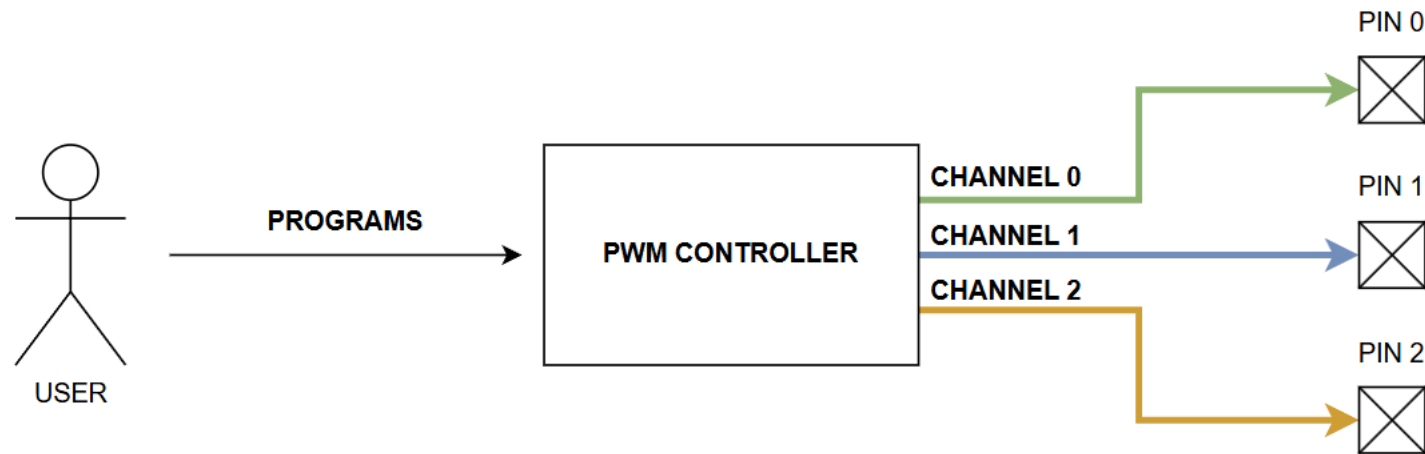 PIN 0
CHANNEL 0
PIN 1
PROGRAMS
CHANNEL 1
PWM CONTROLLER
CHANNEL 2
PIN 2
USER